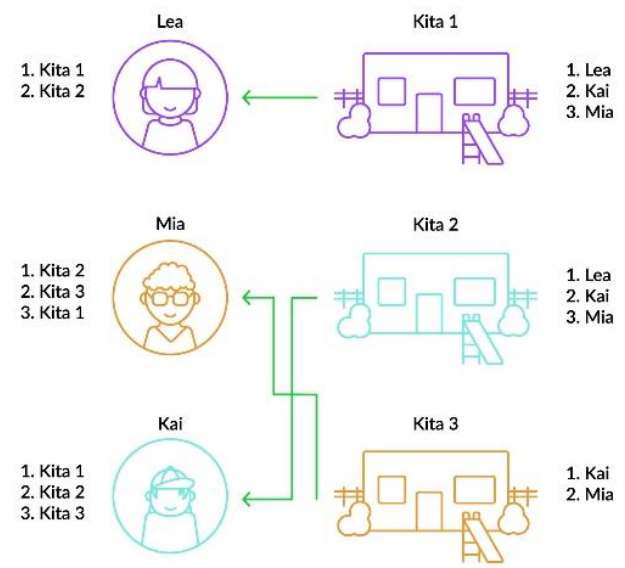 Lea
Kita 1
1. Kita 1
2. Kita 2
1. Lea
2. Kai
3. Mia
Mia
Kita 2
1. Kita 2
2. Kita 3
3. Kita 1
1. Lea
2. Kai
3. Mia
Kai
Kita 3
1. Kita 1
2. Kita 2
3. Kita 3
1. Kai
2. Mia